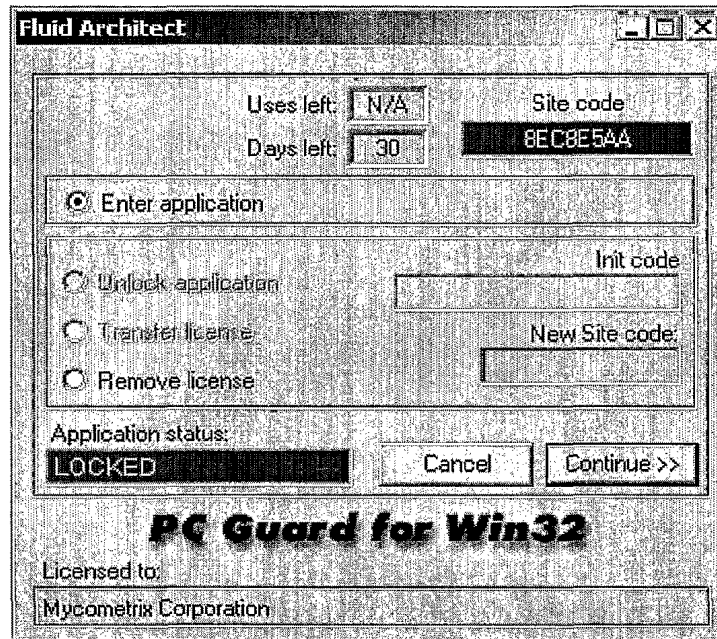 Fluid Architect
Uses left: N/A
Site code
Days left: 30
8EC8E5AA
Enter application
Init code
Unlock application
Transfer license
New Site code:
Remove license
Application status:
LOCKED
Cancel
Continue >>
PC Guard for Win32
Licensed to:
Mycometrix Corporation